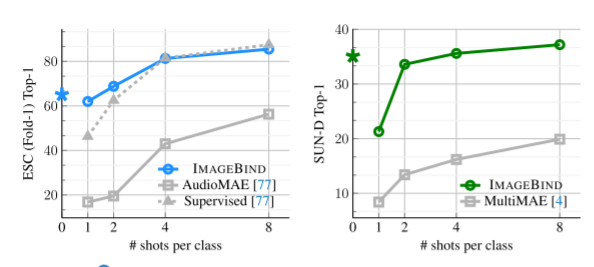 ESC (Fold-1) Top-1
80
60
40
20
0 1 2 4 8
# shots per class
IMAGEBIND
AudioMAE [77]
Supervised [77]
SUN-D Top-1
40
30
20
10
0 1 2 4 8
# shots per class
IMAGEBIND
MultiMAE [4]